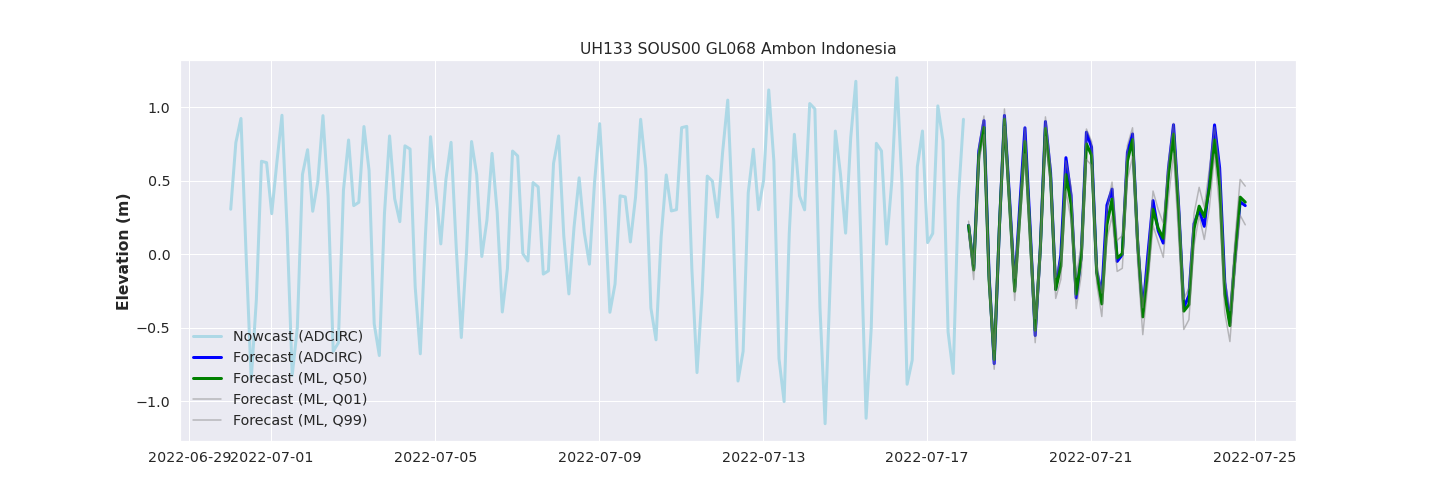 UH133 SOUS00 GL068 Ambon Indonesia
Elevation (m)
1.0
0.5
0.0
−0.5
−1.0
Nowcast (ADCIRC)
Forecast (ADCIRC)
Forecast (ML, Q50)
Forecast (ML, Q01)
Forecast (ML, Q99)
2022-06-29 2022-07-01 2022-07-05 2022-07-09 2022-07-13 2022-07-17 2022-07-21 2022-07-25